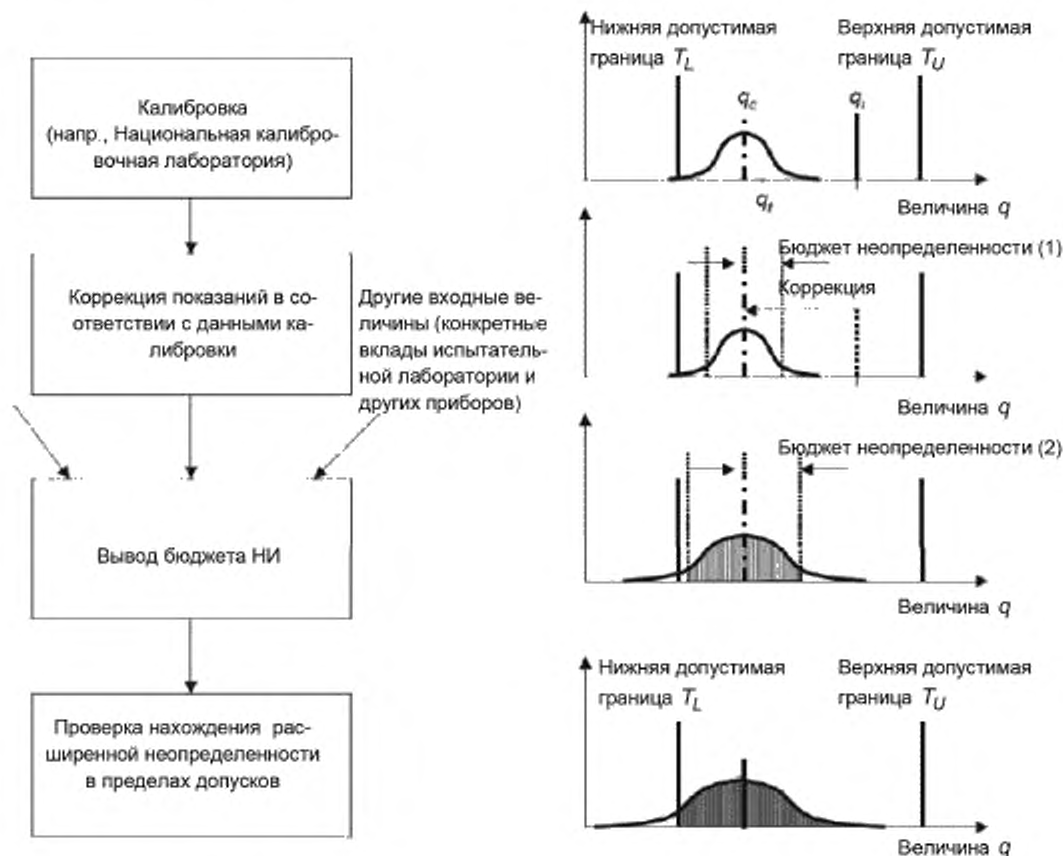 Калибровка
(напр., Национальная калибро-
вочная лаборатория)
Коррекция показаний в со-
ответствии с данными ка-
либровки
Другие входные ве-
личины (конкретные
вклады испытатель-
ной лаборатории и
других приборов)
Вывод бюджета НИ
Проверка нахождения рас-
ширенной неопределенности
в пределах допусков
Нижняя допустимая
граница T_L
Верхняя допустимая
граница T_U
q_c
q_i
q_t
Величина q
Бюджет неопределенности (1)
Коррекция
Величина q
Бюджет неопределенности (2)
Величина q
Нижняя допустимая
граница T_L
Верхняя допустимая
граница T_U
Величина q